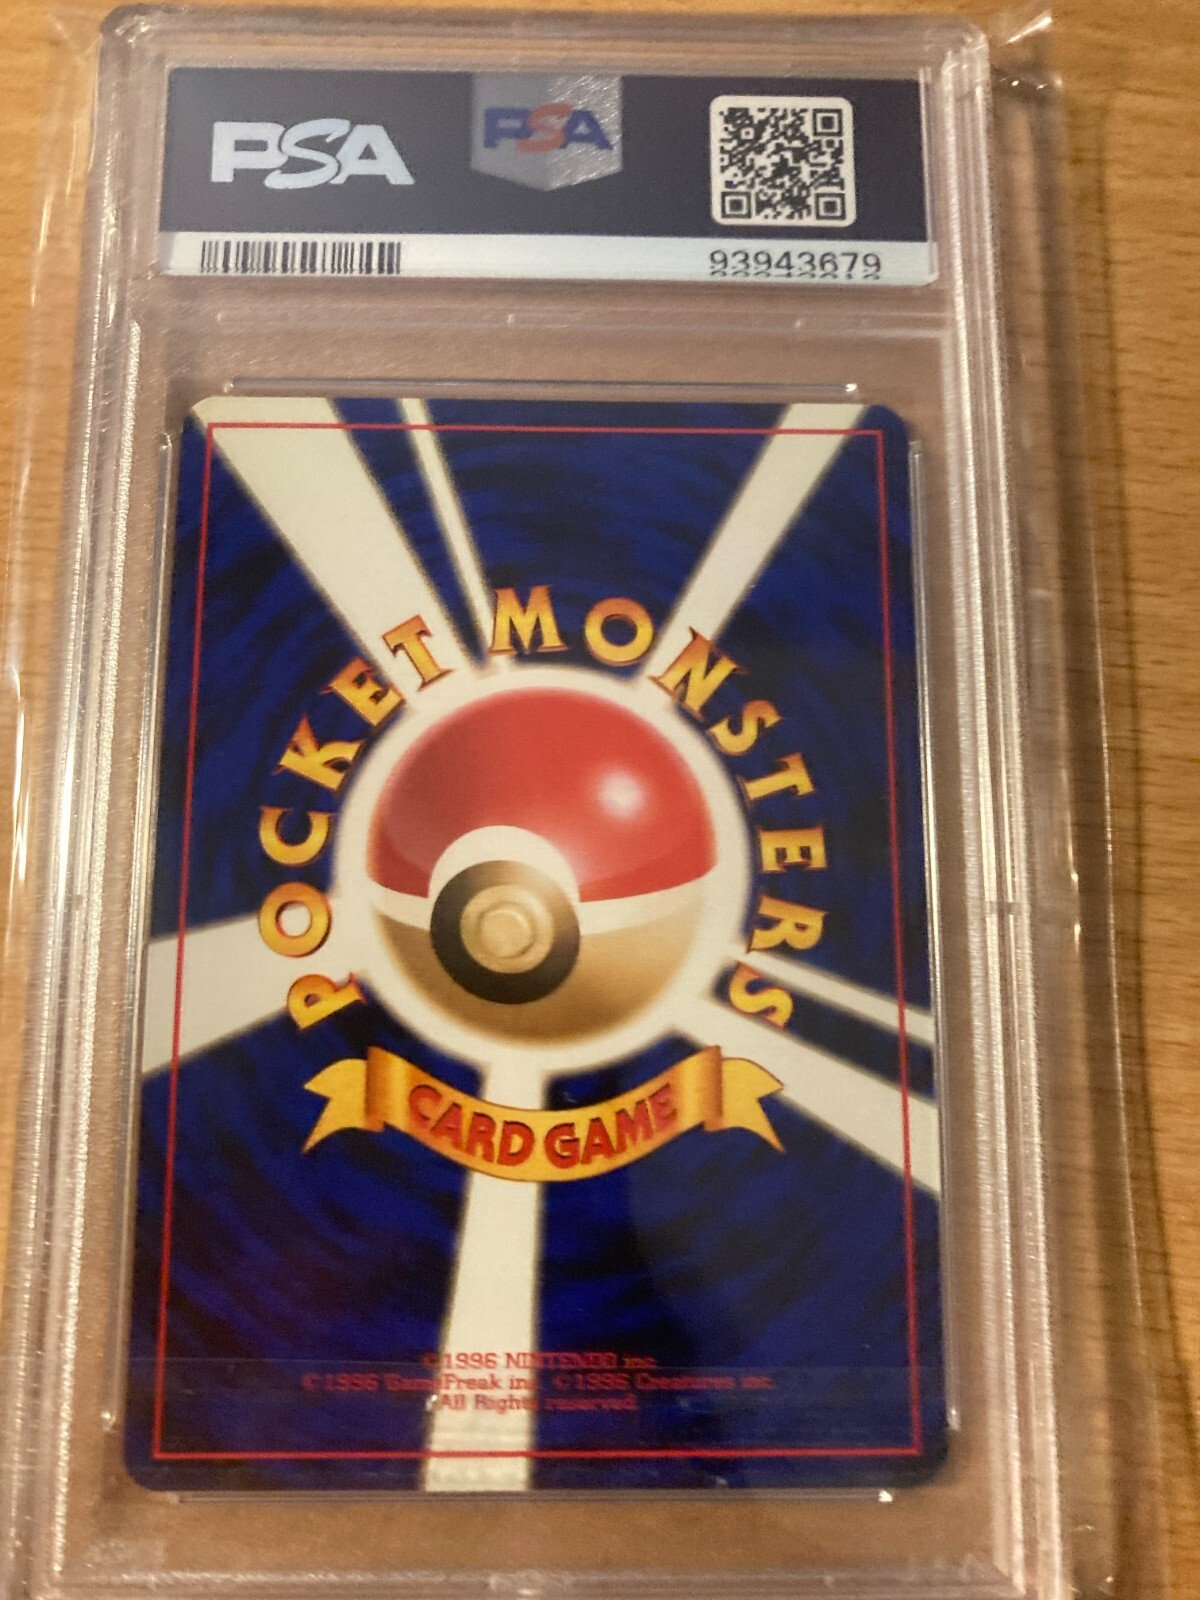 PSA
PSA
93943679
POCKET MONSTERS
CARD GAME
©1996 NINTENDO inc.
©1996 GameFreak inc. ©1996 Creatures inc.
All Rights reserved.